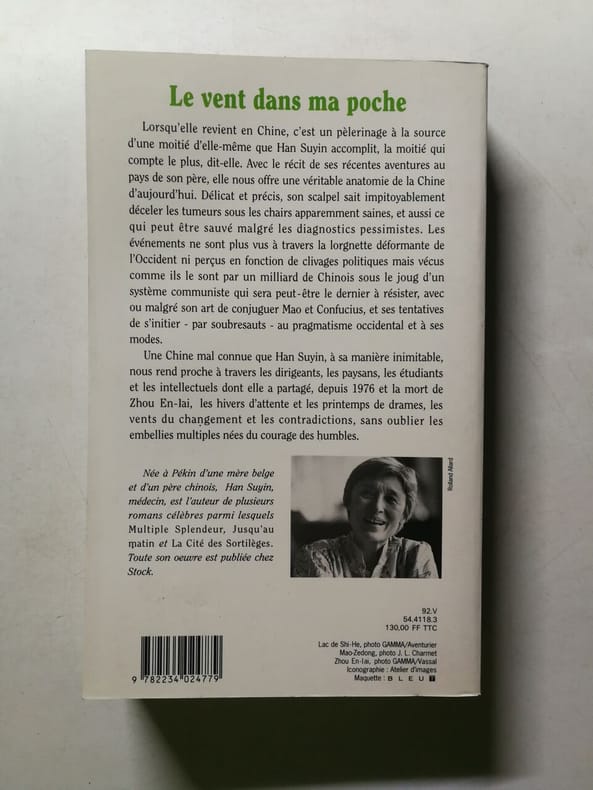 Le vent dans ma poche
Lorsqu'elle revient en Chine, c'est un pèlerinage à la source
d'une moitié d'elle-même que Han Suyin accomplit, la moitié qui
compte le plus, dit-elle. Avec le récit de ses récentes aventures au
pays de son père, elle nous offre une véritable anatomie de la Chine
d'aujourd'hui. Délicat et précis, son scalpel sait impitoyablement
déceler les tumeurs sous les chairs apparemment saines, et aussi ce
qui peut être sauvé malgré les diagnostics pessimistes. Les
événements ne sont plus vus à travers la lorgnette déformante de
l'Occident ni perçus en fonction de clivages politiques mais vécus
comme ils le sont par un milliard de Chinois sous le joug d'un
système communiste qui sera peut-être le dernier à résister, avec
ou malgré son art de conjuguer Mao et Confucius, et ses tentatives
de s'initier - par soubresauts - au pragmatisme occidental et à ses
modes.
Une Chine mal connue que Han Suyin, à sa manière inimitable,
nous rend proche à travers les dirigeants, les paysans, les étudiants
et les intellectuels dont elle a partagé, depuis 1976 et la mort de
Zhou En-lai, les hivers d'attente et les printemps de drames, les
vents du changement et les contradictions, sans oublier les
embellies multiples nées du courage des humbles.
Née à Pékin d'une mère belge
et d'un père chinois, Han Suyin,
médecin, est l'auteur de plusieurs
romans célèbres parmi lesquels
Multiple Splendeur, Jusqu'au
matin et La Cité des Sortilèges.
Toute son oeuvre est publiée chez
Stock.
Rolland Allard
92.V
54.4118.3
130,00 FF TTC
Lac de Shi-He, photo GAMMA/Aventurier
Mao-Zedong, photo J. L. Charmet
Zhou En-lai, photo GAMMA/Vassal
Iconographie : Atelier d'images
Maquette : BLEU T
9 782234 024779